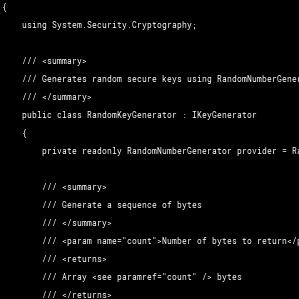 {
using System.Security.Cryptography;
/// <summary>
/// Generates random secure keys using RandomNumberGener
/// </summary>
public class RandomKeyGenerator : IKeyGenerator
{
private readonly RandomNumberGenerator provider = Ra
/// <summary>
/// Generate a sequence of bytes
/// </summary>
/// <param name="count">Number of bytes to return</p
/// <returns>
/// Array <see paramref="count" /> bytes
/// </returns>